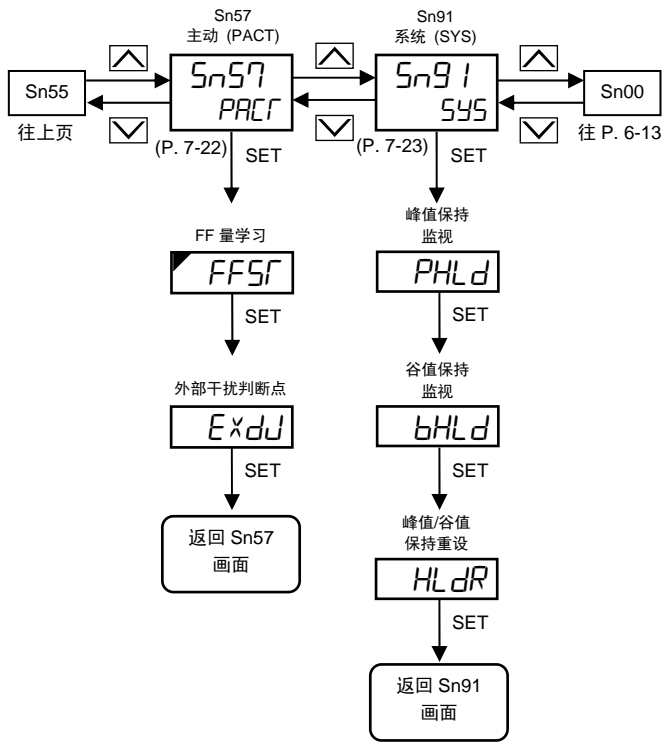 Sn57
主动 (PACT)
Sn91
系统 (SYS)
Sn55
往上页
Sn57
PACT
(P. 7-22)
SET
Sn91
SYS
(P. 7-23)
SET
Sn00
往 P. 6-13
FF 量学习
FFST
SET
外部干扰判断点
EXdJ
SET
返回 Sn57
画面
峰值保持
监视
PHLd
SET
谷值保持
监视
bHLd
SET
峰值/谷值
保持重设
HLdR
SET
返回 Sn91
画面